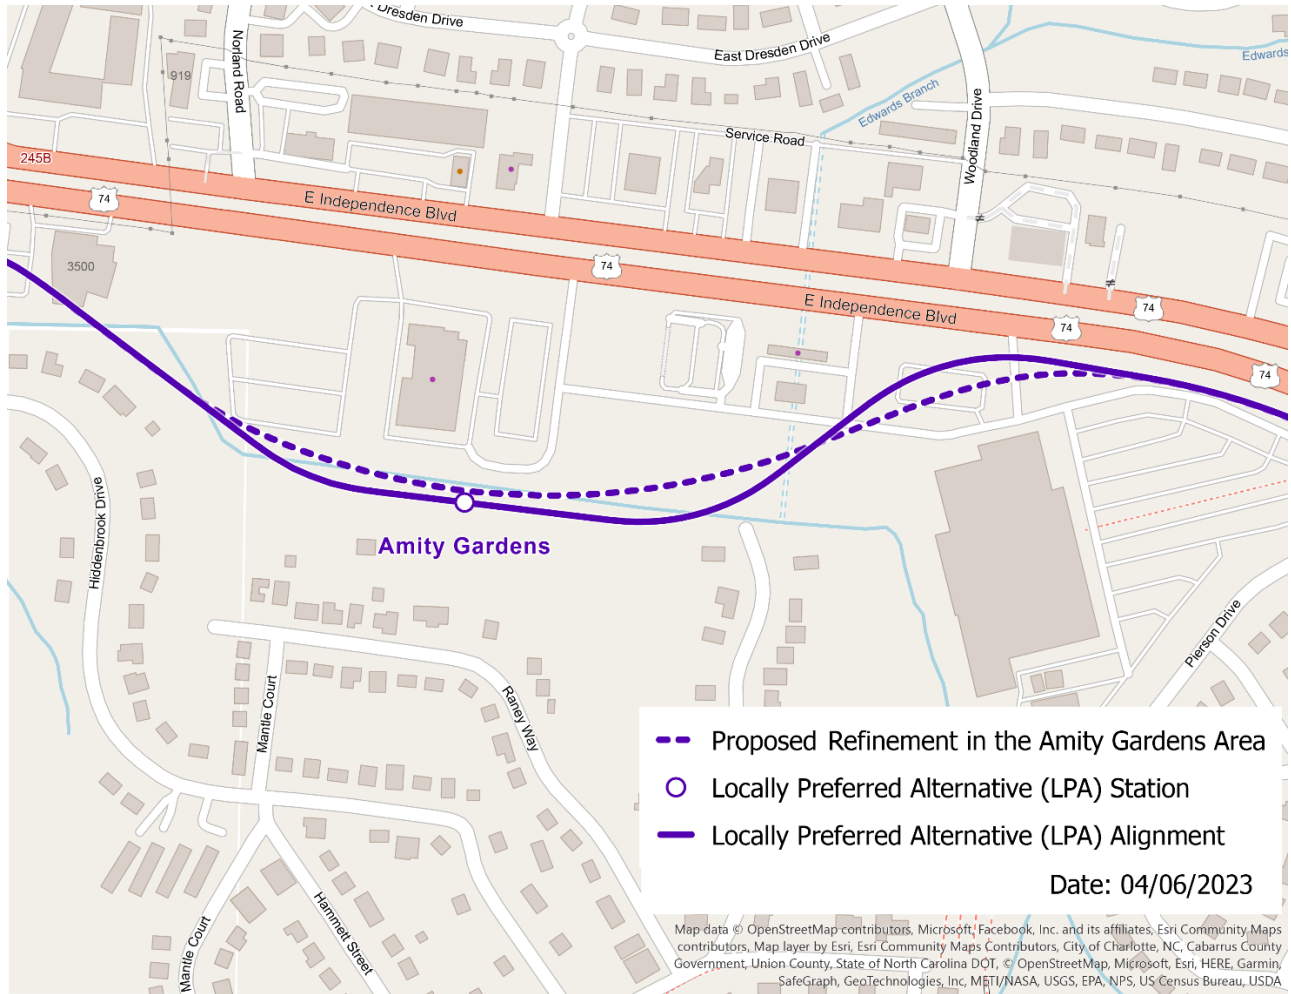 t Dresden Drive
East Dresden Drive
Edwards
Norland Road
919
Edwards Branch
Woodland Drive
Service Road
245B
74
E Independence Blvd
74
3500
74
E Independence Blvd
74
74
74
Hiddenbrook Drive
Amity Gardens
Pierson Drive
Mantle Court
Raney Way
Hammett Street
Mantle Court
Proposed Refinement in the Amity Gardens Area
Locally Preferred Alternative (LPA) Station
Locally Preferred Alternative (LPA) Alignment
Date: 04/06/2023
Map data © OpenStreetMap contributors, Microsoft, Facebook, Inc. and its affiliates, Esri Community Maps
contributors, Map layer by Esri, Esri Community Maps Contributors, City of Charlotte, NC, Cabarrus County
Government, Union County, State of North Carolina DOT, © OpenStreetMap, Microsoft, Esri, HERE, Garmin,
SafeGraph, GeoTechnologies, Inc, METI/NASA, USGS, EPA, NPS, US Census Bureau, USDA